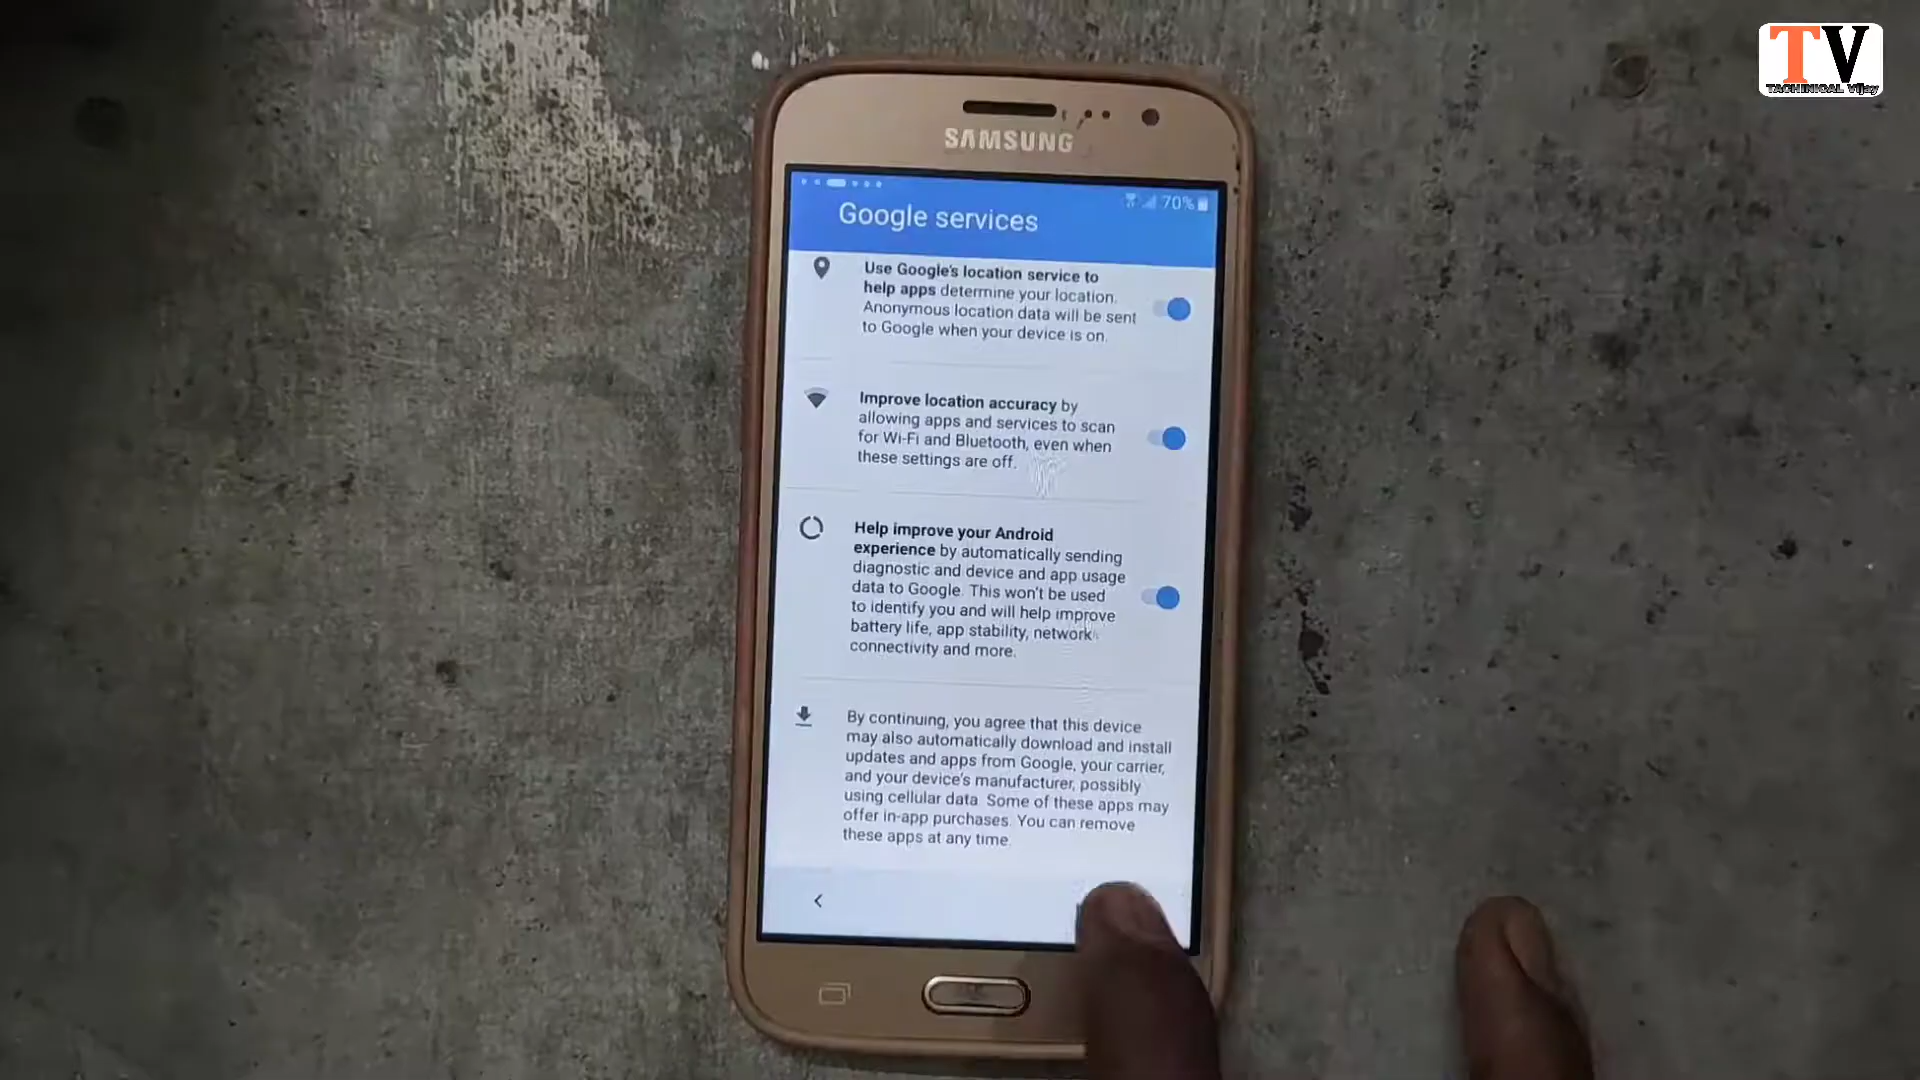 TV
TACHINICAL Vijay
SAMSUNG
70%
Google services
Use Google's location service to
help apps determine your location.
Anonymous location data will be sent
to Google when your device is on.
Improve location accuracy by
allowing apps and services to scan
for Wi-Fi and Bluetooth, even when
these settings are off.
Help improve your Android
experience by automatically sending
diagnostic and device and app usage
data to Google. This won't be used
to identify you and will help improve
battery life, app stability, network
connectivity and more.
By continuing, you agree that this device
may also automatically download and install
updates and apps from Google, your carrier,
and your device's manufacturer, possibly
using cellular data. Some of these apps may
offer in-app purchases. You can remove
these apps at any time.